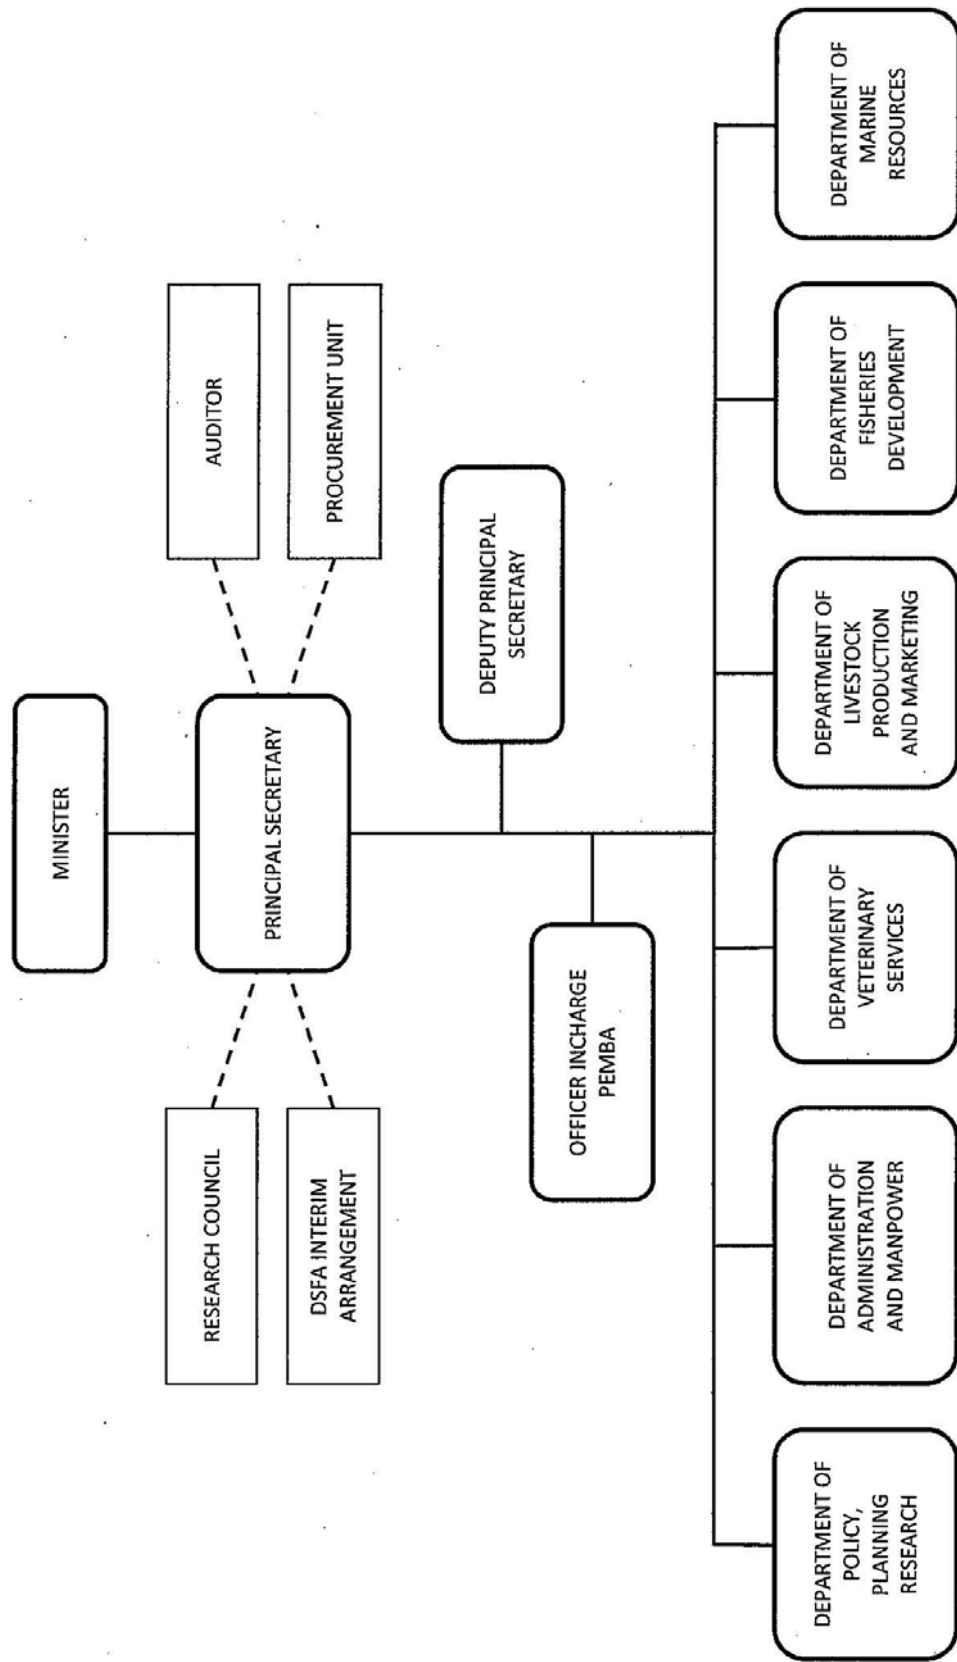 MINISTER
PRINCIPAL SECRETARY
RESEARCH COUNCIL
DSFA INTERIM
ARRANGEMENT
AUDITOR
PROCUREMENT UNIT
DEPUTY PRINCIPAL
SECRETARY
OFFICER INCHARGE
PEMBA
DEPARTMENT OF
POLICY,
PLANNING
RESEARCH
DEPARTMENT OF
ADMINISTRATION
AND MANPOWER
DEPARTMENT OF
VETERINARY
SERVICES
DEPARTMENT OF
LIVESTOCK
PRODUCTION
AND MARKETING
DEPARTMENT OF
FISHERIES
DEVELOPMENT
DEPARTMENT OF
MARINE
RESOURCES